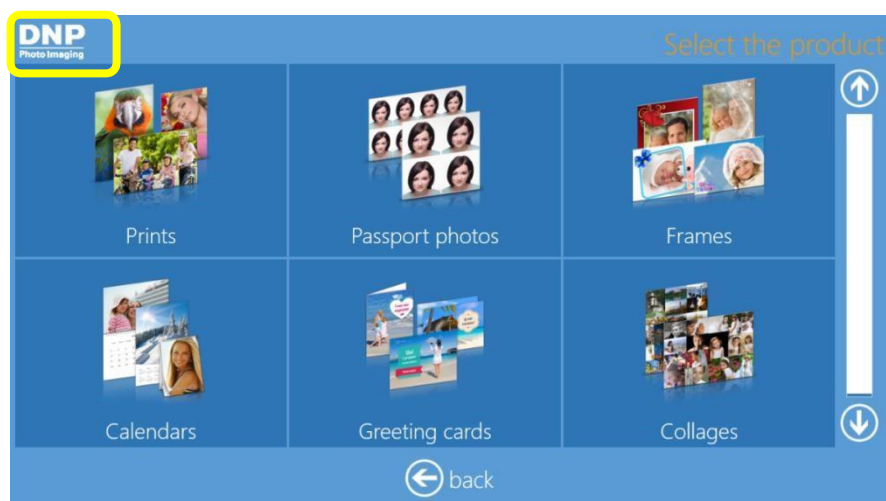 DNP
Photo Imaging
Select the product
Prints
Passport photos
Frames
Calendars
Greeting cards
Collages
back